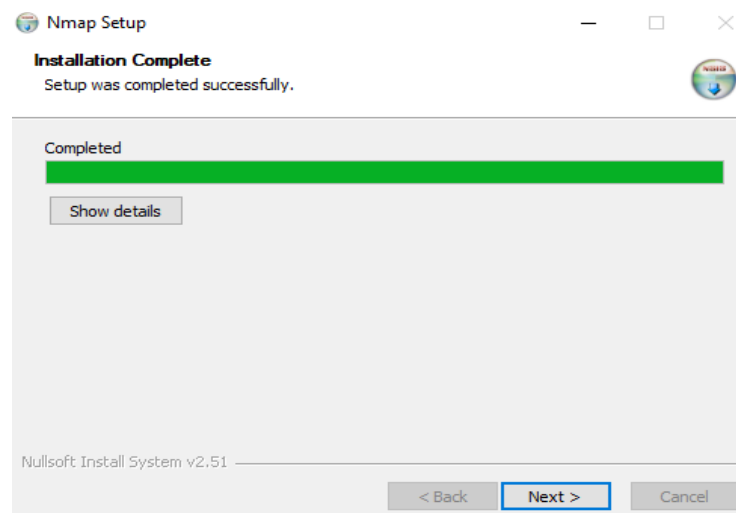 Nmap Setup
Installation Complete
Setup was completed successfully.
Completed
Show details
Nullsoft Install System v2.51
< Back Next > Cancel